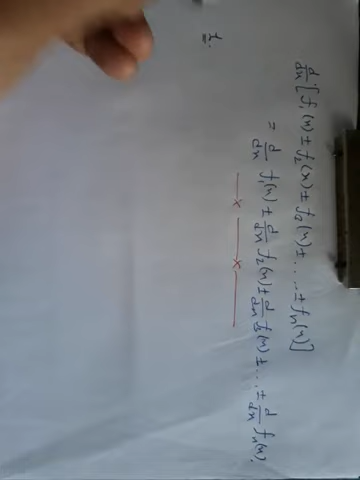 d/dx [f₁(x) ± f₂(x) ± f₃(x) ± .... ± fₙ(x)]
= d/dx f₁(x) ± d/dx f₂(x) ± d/dx f₃(x) ± ... ± d/dx fₙ(x).
—x—x—